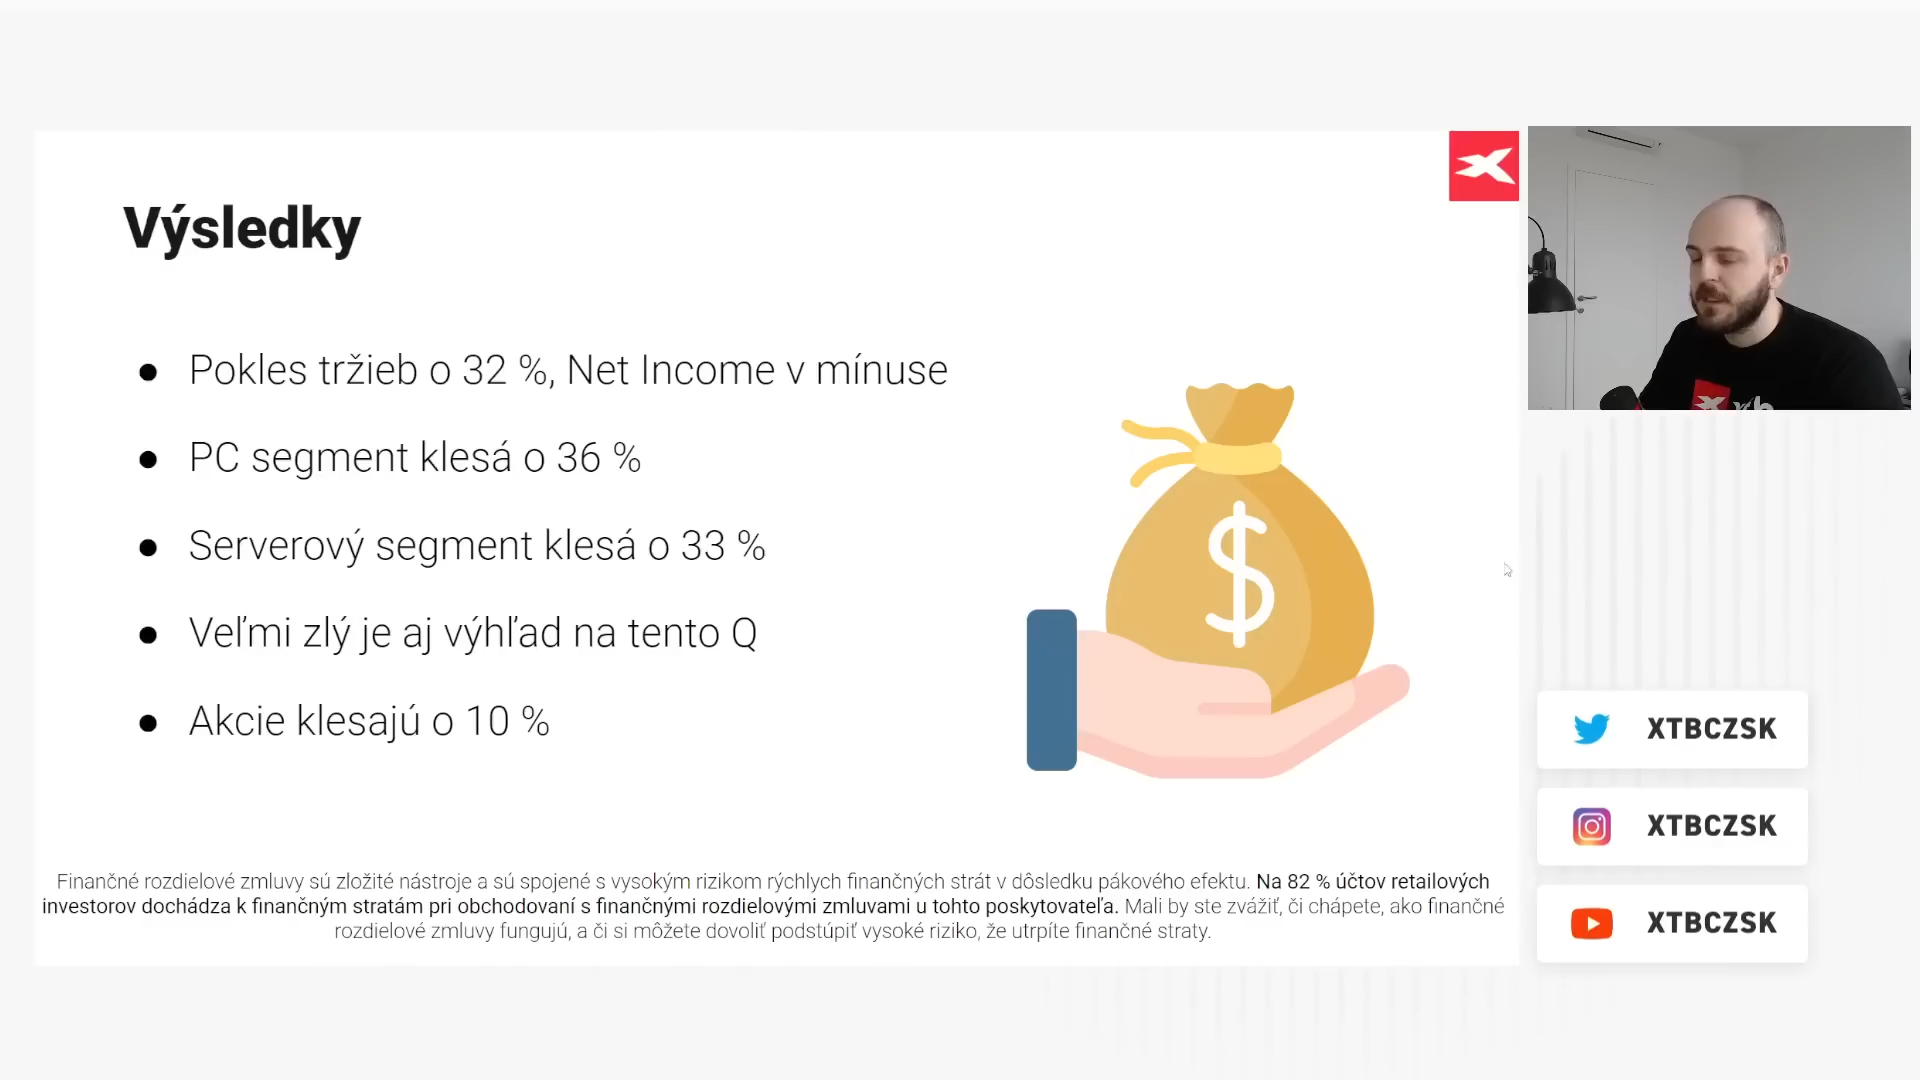 Výsledky
● Pokles tržieb o 32 %, Net Income v mínuse
● PC segment klesá o 36 %
● Serverový segment klesá o 33 %
● Veľmi zlý je aj výhľad na tento Q
● Akcie klesajú o 10 %
$
Finančné rozdielové zmluvy sú zložité nástroje a sú spojené s vysokým rizikom rýchlych finančných strát v dôsledku pákového efektu. Na 82 % účtov retailových
investorov dochádza k finančným stratám pri obchodovaní s finančnými rozdielovými zmluvami u tohto poskytovateľa. Mali by ste zvážiť, či chápete, ako finančné
rozdielové zmluvy fungujú, a či si môžete dovoliť podstúpiť vysoké riziko, že utrpíte finančné straty.
XTBCZSK
XTBCZSK
XTBCZSK